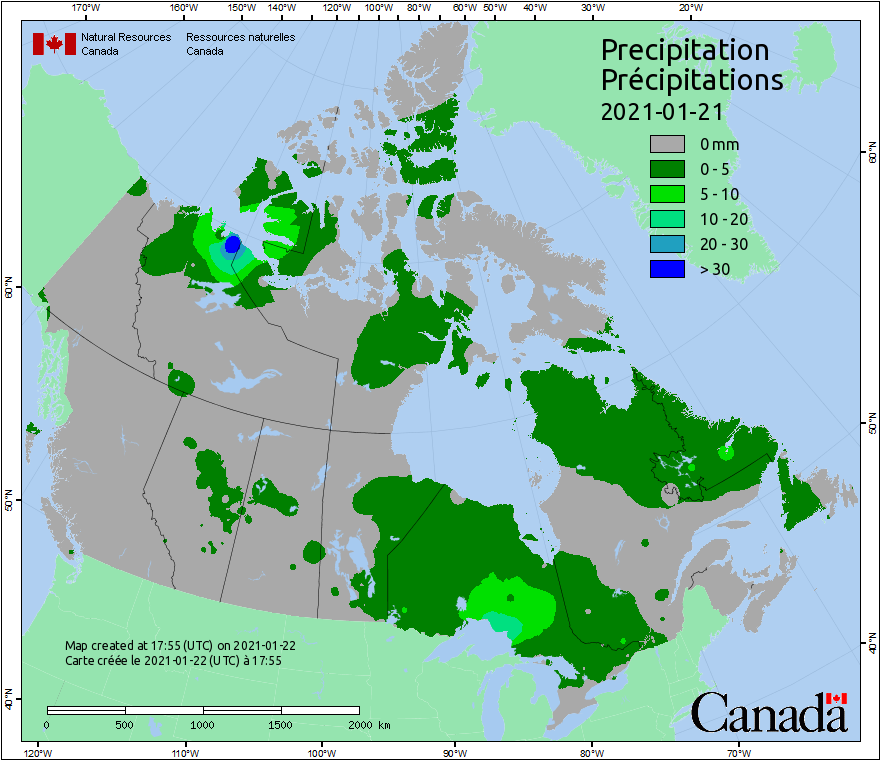 170°W 160°W 150°W 140°W 120°W 100°W 80°W 60°W 50°W 40°W 30°W 20°W
Natural Resources Ressources naturelles
Canada Canada
Precipitation
Précipitations
2021-01-21
0 mm
0 - 5
5 - 10
10 - 20
20 - 30
> 30
60°N
60°N
50°N
50°N
40°N
40°N
Map created at 17:55 (UTC) on 2021-01-22
Carte créée le 2021-01-22 (UTC) à 17:55
0 500 1000 1500 2000 km
Canada
120°W 110°W 100°W 90°W 80°W 70°W